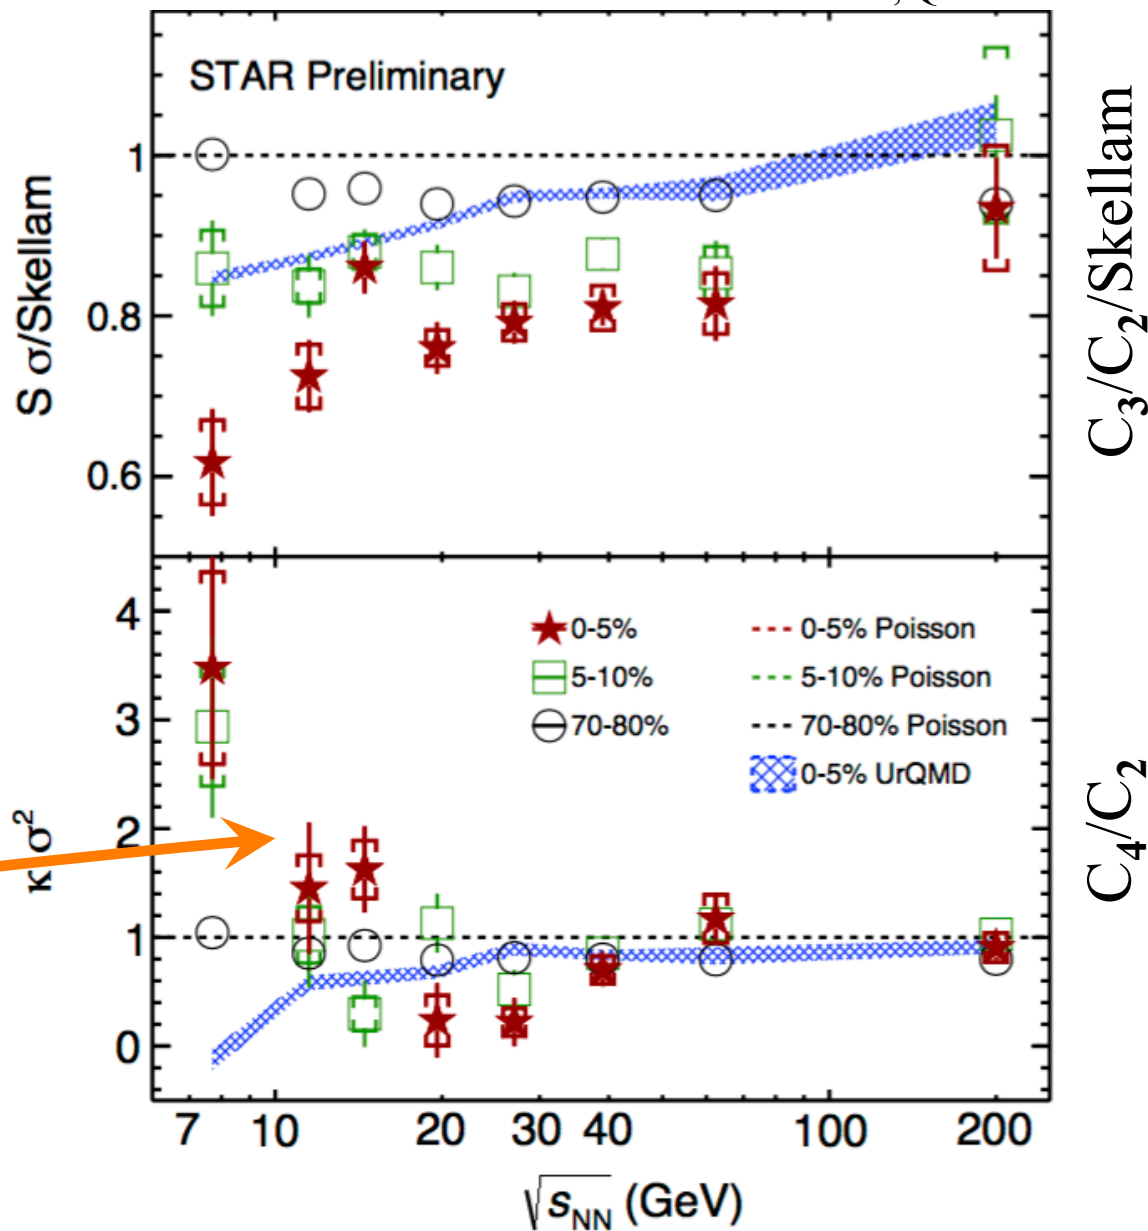 STAR Preliminary
S σ/Skellam
1
0.8
0.6
C₃/C₂/Skellam
κ σ²
4
3
2
1
0
0-5%
5-10%
70-80%
0-5% Poisson
5-10% Poisson
70-80% Poisson
0-5% UrQMD
C₄/C₂
7 10 20 30 40 100 200
√sNN (GeV)